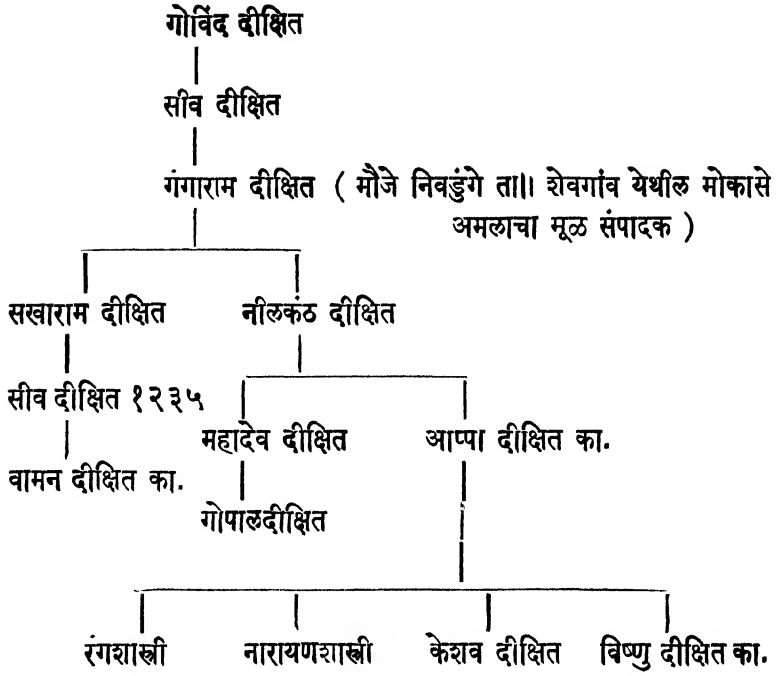 गोविंद दीक्षित
सीव दीक्षित
गंगाराम दीक्षित ( मौजे निवडुंगे ता॥ शेवगांव येथील मोकासे
अमलाचा मूळ संपादक )
सखाराम दीक्षित नीलकंठ दीक्षित
सीव दीक्षित १२३५
महादेव दीक्षित आप्पा दीक्षित का.
वामन दीक्षित का.
गोपालदीक्षित
रंगशास्त्री नारायणशास्त्री केशव दीक्षित विष्णु दीक्षित का.